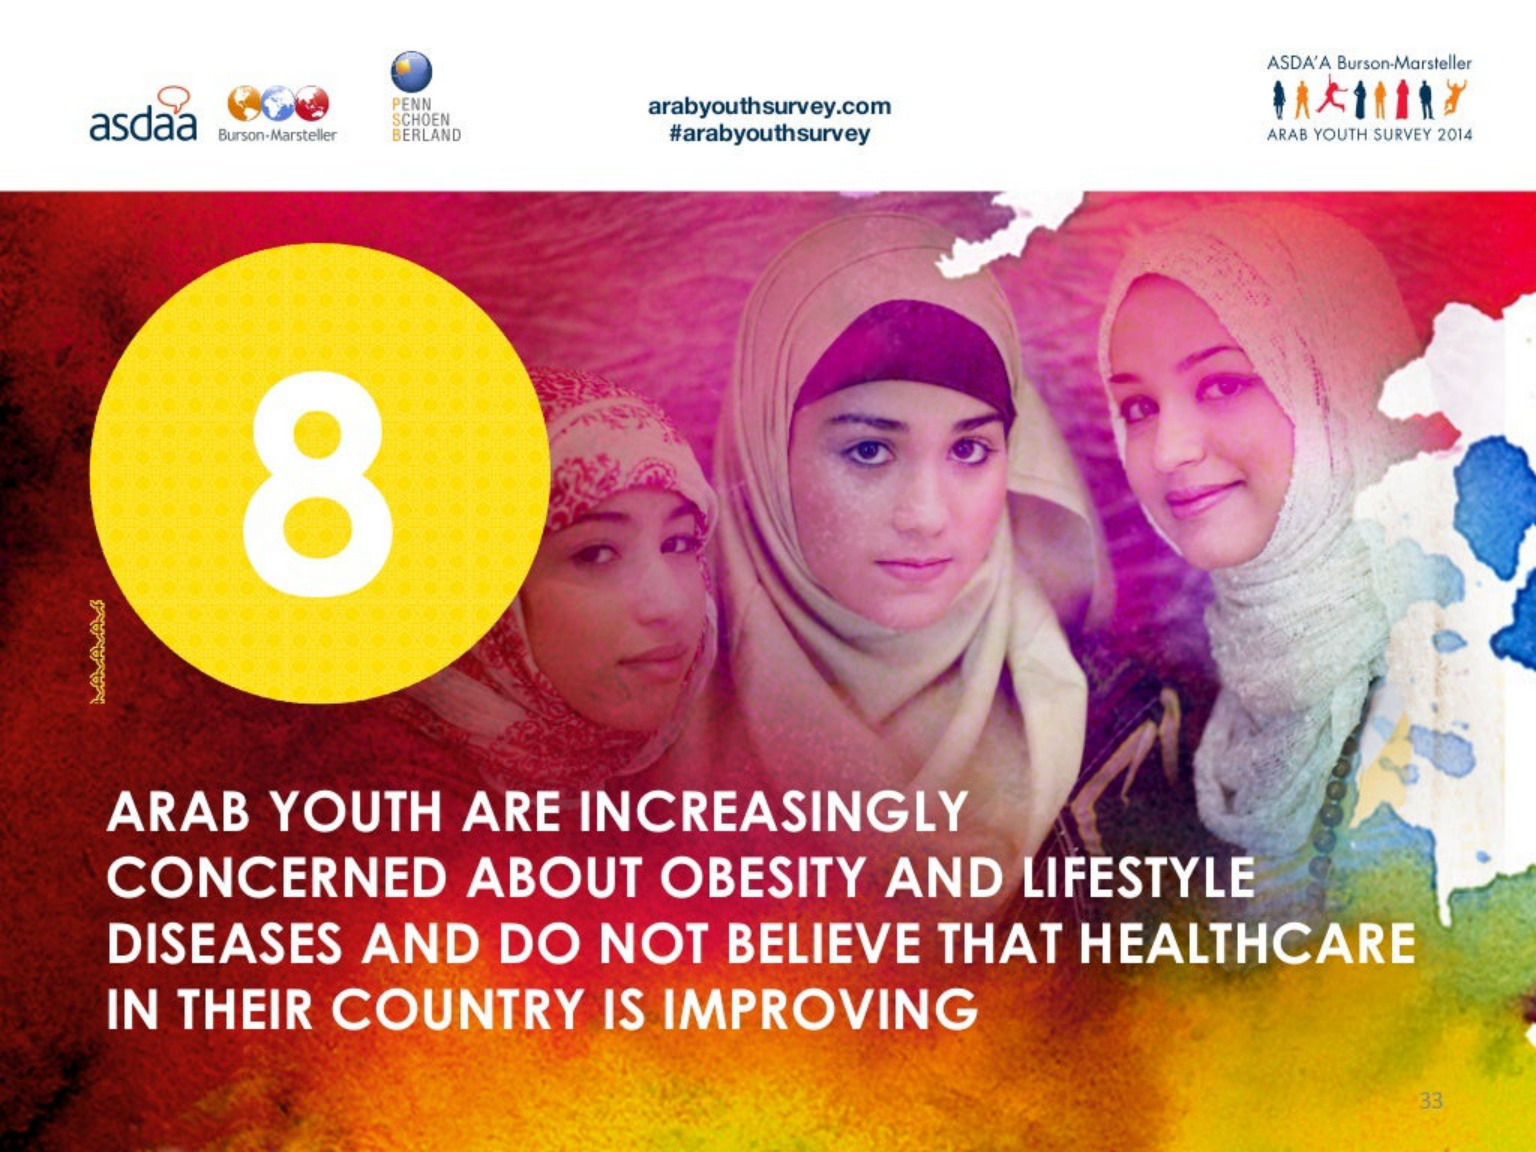 asdaa
Burson-Marsteller
PENN
SCHOEN
BERLAND
arabyouthsurvey.com
#arabyouthsurvey
ASDA'A Burson-Marsteller
ARAB YOUTH SURVEY 2014
8
ARAB YOUTH ARE INCREASINGLY
CONCERNED ABOUT OBESITY AND LIFESTYLE
DISEASES AND DO NOT BELIEVE THAT HEALTHCARE
IN THEIR COUNTRY IS IMPROVING
33